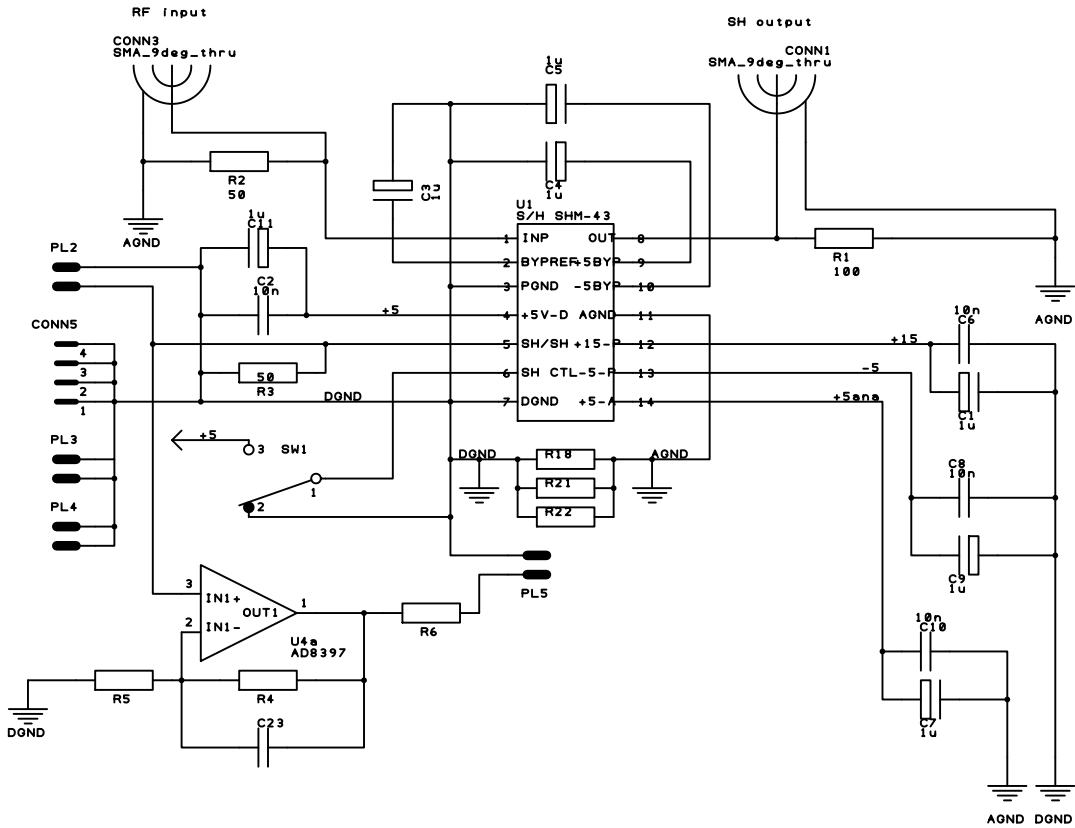 RF input
SH output
CONN3
SMA_9deg_thru
CONN1
SMA_9deg_thru
1u
C5
R2
50
C3
1u
C4
1u
U1
S/H SHM-43
AGND
1u
C11
PL2
1 INP OUT 8
2 BYPREF +5BYP 9
3 PGND -5BYP 10
4 +5V-D AGND 11
5 SH/SH +15-P 12
6 SH CTL -5-P 13
7 DGND +5-A 14
R1
100
C2
10n
+5
AGND
CONN5
4
3
2
1
50
R3
DGND
+15
-5
+5ana
10n
C6
C1
1u
+5
3 SW1
PL3
DGND
R18
AGND
R21
R22
1
2
PL4
C8
10n
C9
1u
PL5
3
IN1+
OUT1
1
2
IN1-
U4a
AD8397
R6
10n
C10
R5
R4
C23
C7
1u
DGND
AGND DGND